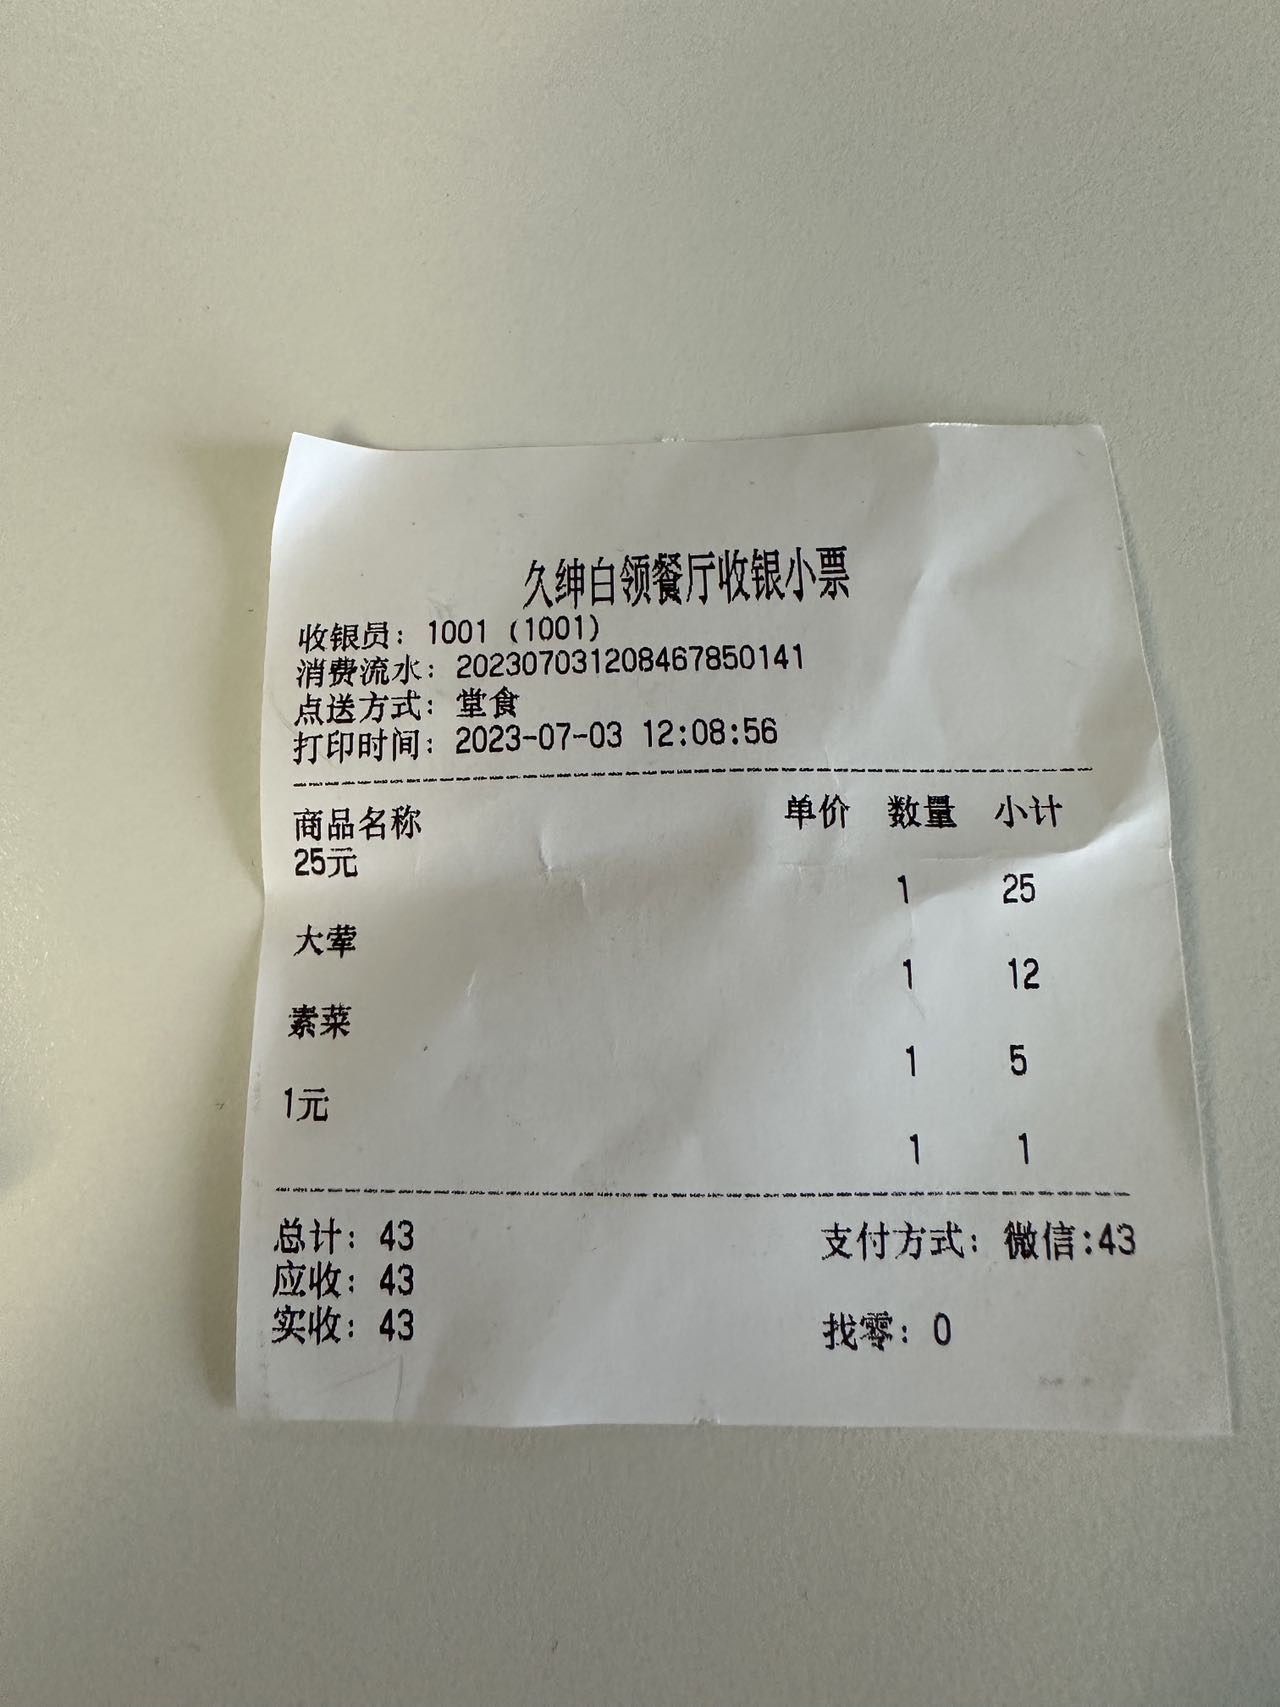 久绅白领餐厅收银小票
收银员：1001（1001）
消费流水：202307031208467850141
点送方式：堂食
打印时间：2023-07-03 12:08:56
商品名称 单价 数量 小计
25元
1 25
大荤
1 12
素菜
1 5
1元
1 1
总计：43 支付方式：微信:43
应收：43
实收：43 找零：0